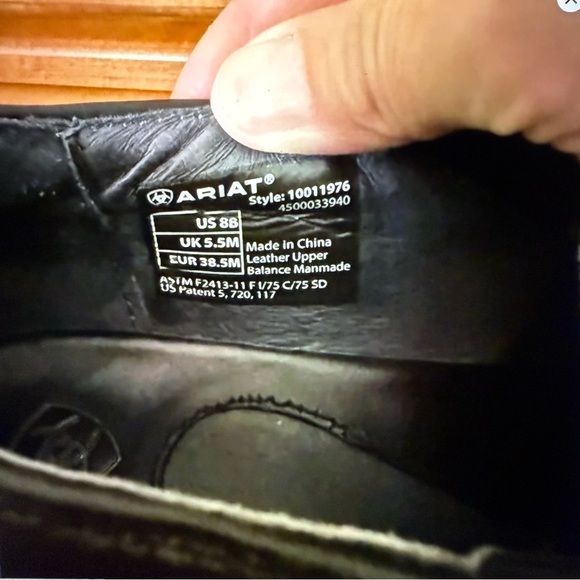 ARIAT®
Style: 10011976
4500033940
US 8B
UK 5.5M
EUR 38.5M
Made in China
Leather Upper
Balance Manmade
ASTM F2413-11 F I/75 C/75 SD
US Patent 5, 720, 117